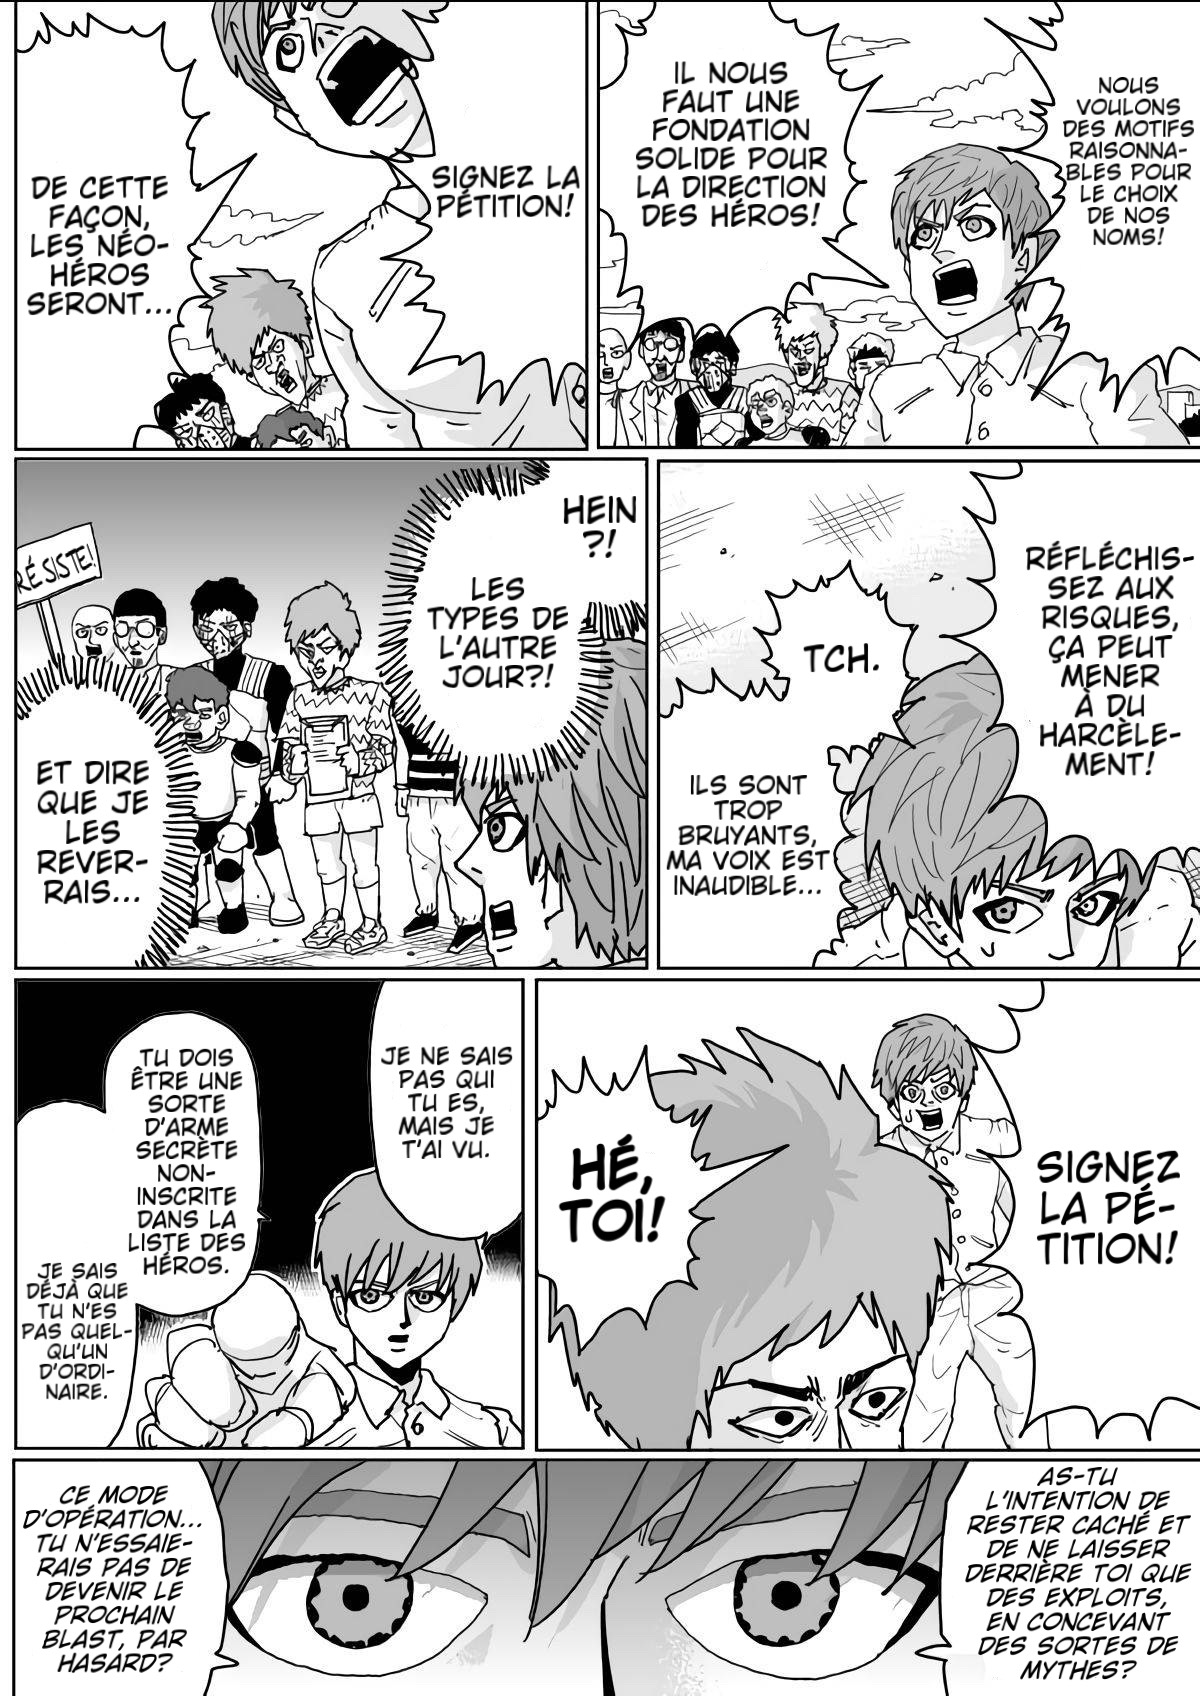 NOUS
VOULONS
DES MOTIFS
RAISONNA-
BLES POUR
LE CHOIX
DE NOS
NOMS!
IL NOUS
FAUT UNE
FONDATION
SOLIDE POUR
LA DIRECTION
DES HÉROS!
SIGNEZ LA
PÉTITION!
DE CETTE
FAÇON,
LES NÉO-
HÉROS
SERONT...
RÉFLÉCHIS-
SEZ AUX
RISQUES,
ÇA PEUT
MENER
À DU
HARCÈLE-
MENT!
TCH.
ILS SONT
TROP
BRUYANTS,
MA VOIX EST
INAUDIBLE...
HEIN
?!
LES
TYPES DE
L'AUTRE
JOUR?!
RÉSISTE!
ET DIRE
QUE JE
LES
REVER-
RAIS...
SIGNEZ
LA PÉ-
TITION!
HÉ,
TOI!
6
JE NE SAIS
PAS QUI
TU ES,
MAIS JE
T'AI VU.
TU DOIS
ÊTRE UNE
SORTE
D'ARME
SECRÈTE
NON-
INSCRITE
DANS LA
LISTE DES
HÉROS.
JE SAIS
DÉJÀ QUE
TU N'ES
PAS QUEL-
QU'UN
D'ORDI-
NAIRE.
6
AS-TU
L'INTENTION DE
RESTER CACHÉ ET
DE NE LAISSER
DERRIÈRE TOI QUE
DES EXPLOITS,
EN CONCEVANT
DES SORTES DE
MYTHES?
CE MODE
D'OPÉRATION...
TU N'ESSAIE-
RAIS PAS DE
DEVENIR LE
PROCHAIN
BLAST, PAR
HASARD?